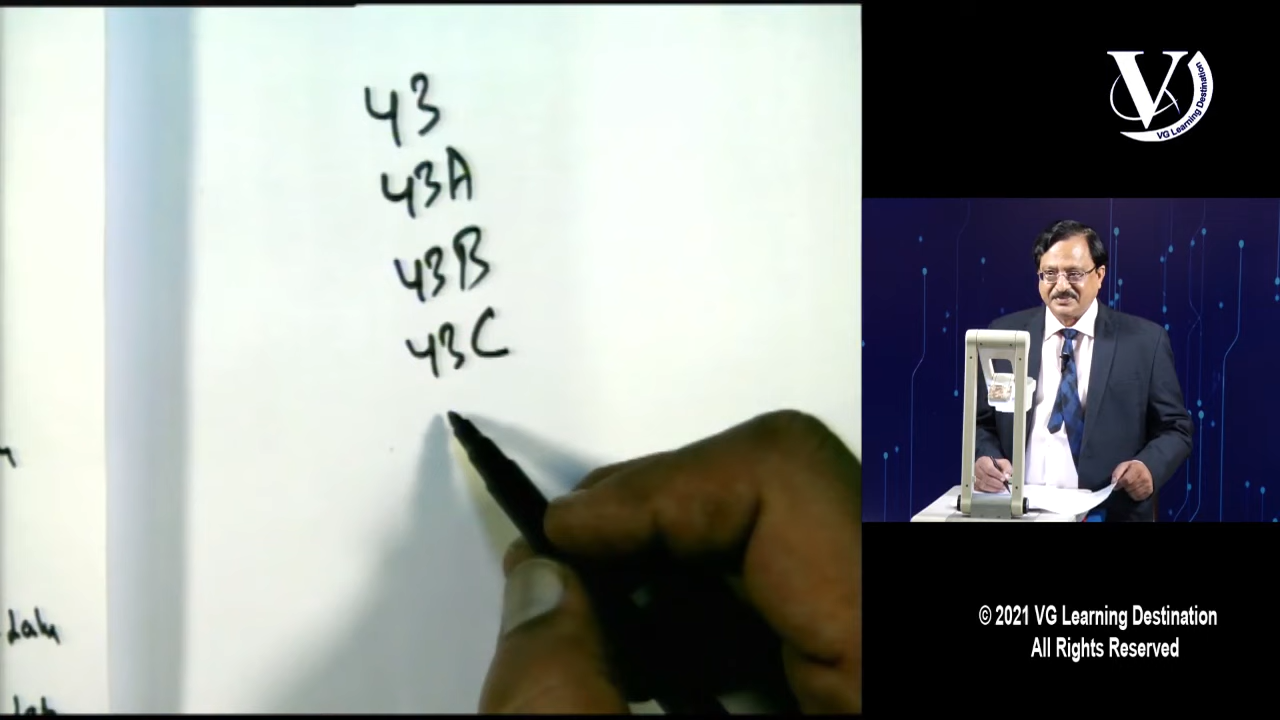 43
43A
43B
43C
V
VG Learning Destination
© 2021 VG Learning Destination
All Rights Reserved